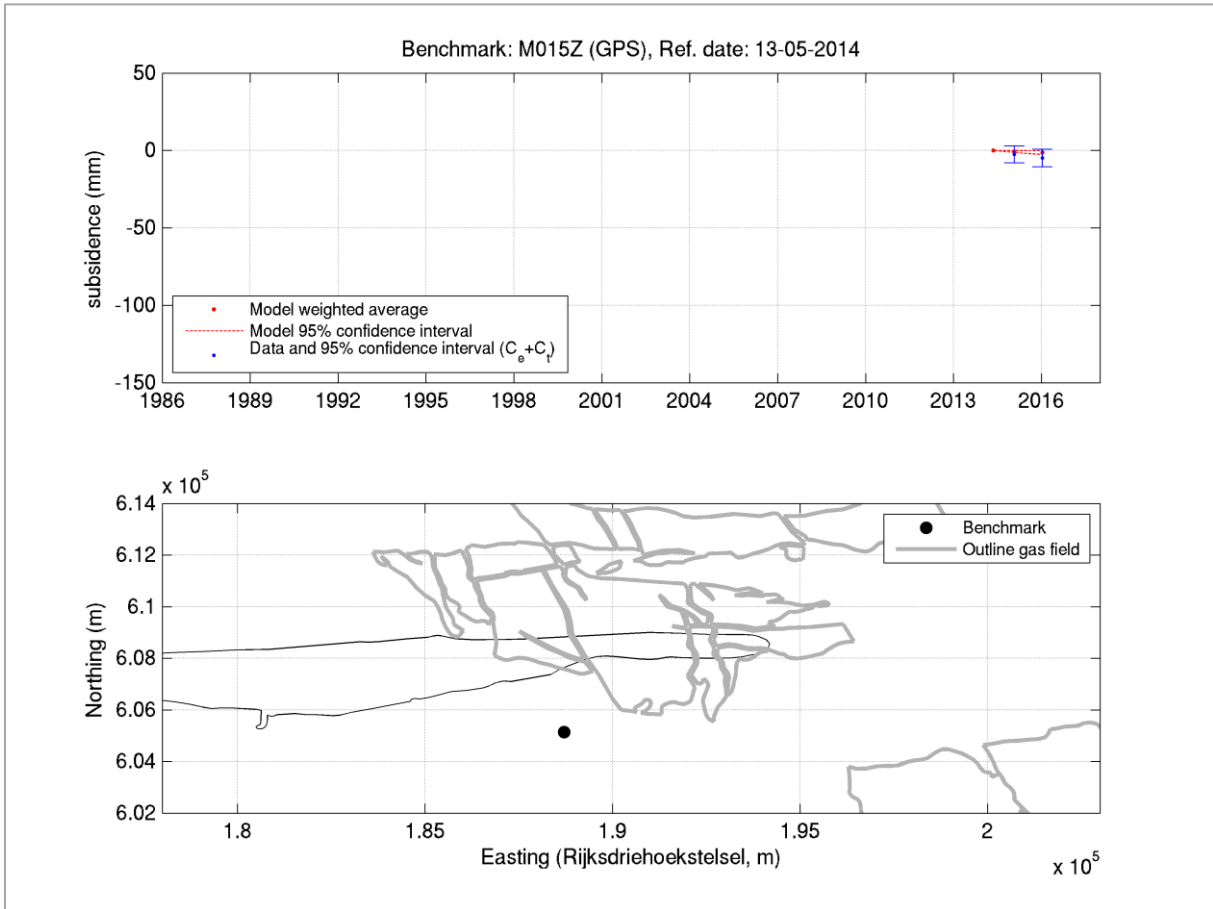 Benchmark: M015Z (GPS), Ref. date: 13-05-2014
50
0
-50
-100
-150
subsidence (mm)
Model weighted average
Model 95% confidence interval
Data and 95% confidence interval (C_e+C_t)
1986 1989 1992 1995 1998 2001 2004 2007 2010 2013 2016
x 10^5
6.14
6.12
6.1
6.08
6.06
6.04
6.02
Northing (m)
Benchmark
Outline gas field
1.8 1.85 1.9 1.95 2
Easting (Rijksdriehoekstelsel, m)
x 10^5